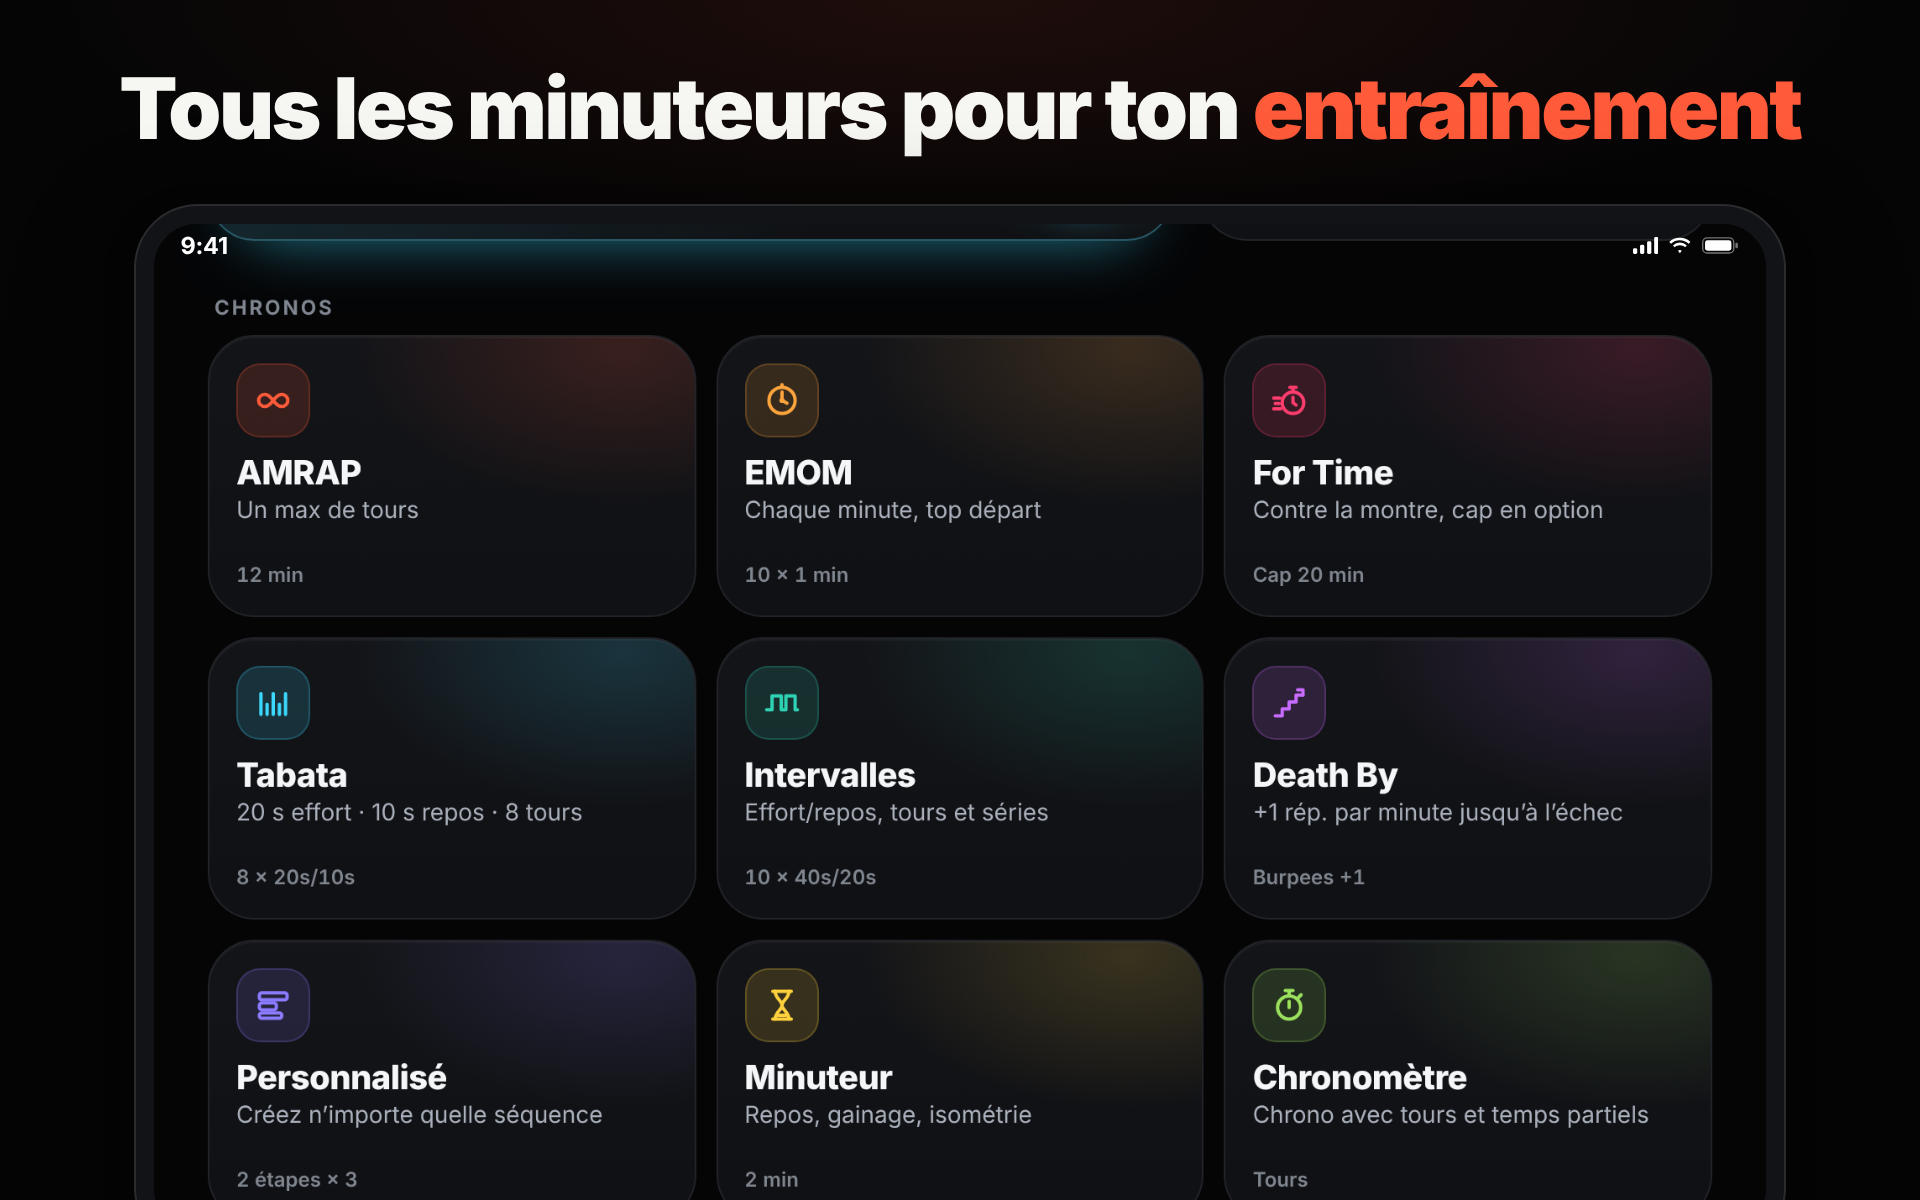 Tous les minuteurs pour ton entraînement
9:41
CHRONOS
AMRAP
Un max de tours
12 min
EMOM
Chaque minute, top départ
10 × 1 min
For Time
Contre la montre, cap en option
Cap 20 min
Tabata
20 s effort · 10 s repos · 8 tours
8 × 20s/10s
Intervalles
Effort/repos, tours et séries
10 × 40s/20s
Death By
+1 rép. par minute jusqu’à l’échec
Burpees +1
Personnalisé
Créez n’importe quelle séquence
2 étapes × 3
Minuteur
Repos, gainage, isométrie
2 min
Chronomètre
Chrono avec tours et temps partiels
Tours